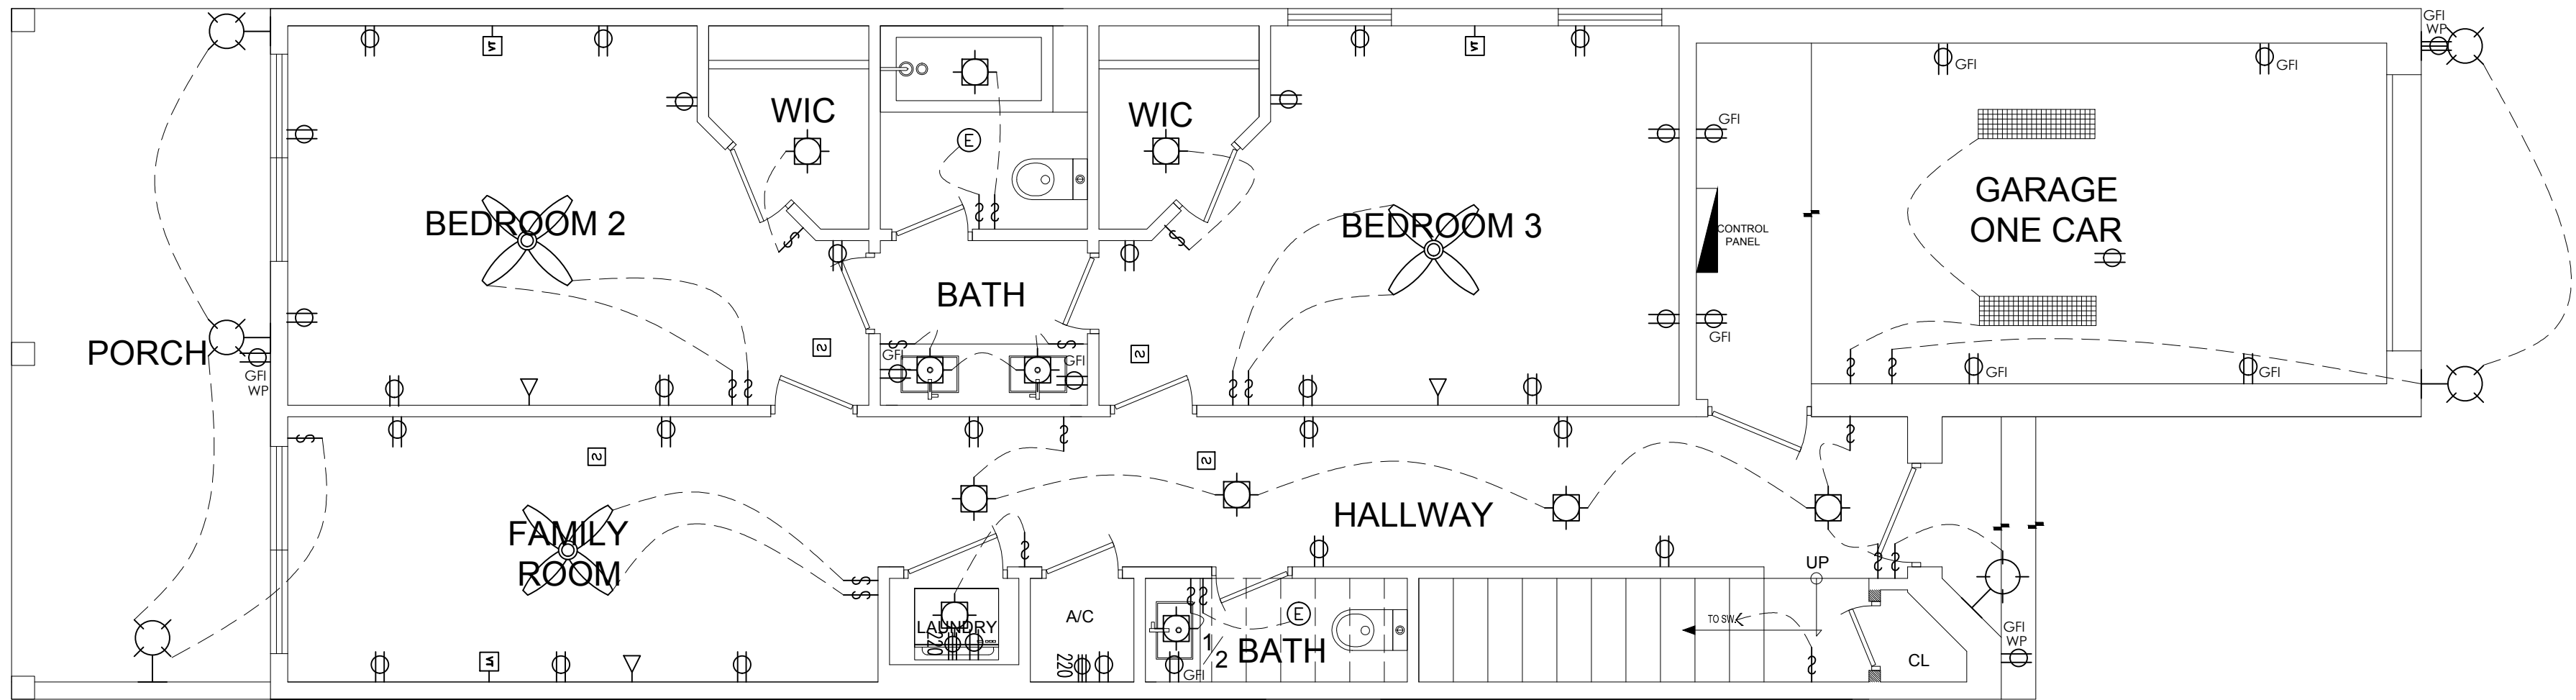 GFI
WP
GFI
GFI
WIC
WIC
GFI
E
BEDROOM 2
BEDROOM 3
CONTROL
PANEL
GARAGE
ONE CAR
BATH
PORCH
GFI
WP
S
S
GFI
GFI
GFI
GFI
GFI
S
S
FAMILY
ROOM
HALLWAY
UP
LAUNDRY
220
A/C
220
1/2 BATH
E
GFI
TO SW.
CL
GFI
WP